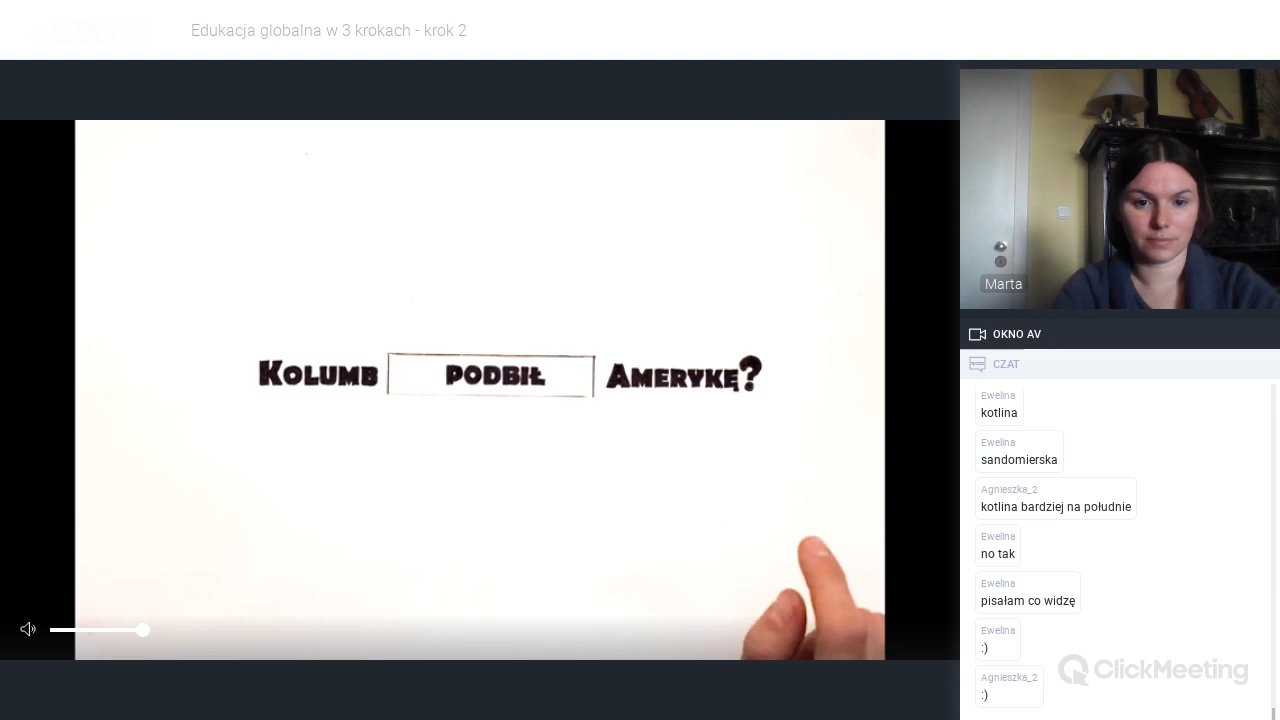 Edukacja globalna w 3 krokach - krok 2
KOLUMB PODBIŁ AMERYKĘ?
Marta
OKNO AV
CZAT
Ewelina
kotlina
Ewelina
sandomierska
Agnieszka_2
kotlina bardziej na południe
Ewelina
no tak
Ewelina
pisałam co widzę
Ewelina
:)
Agnieszka_2
:)
ClickMeeting